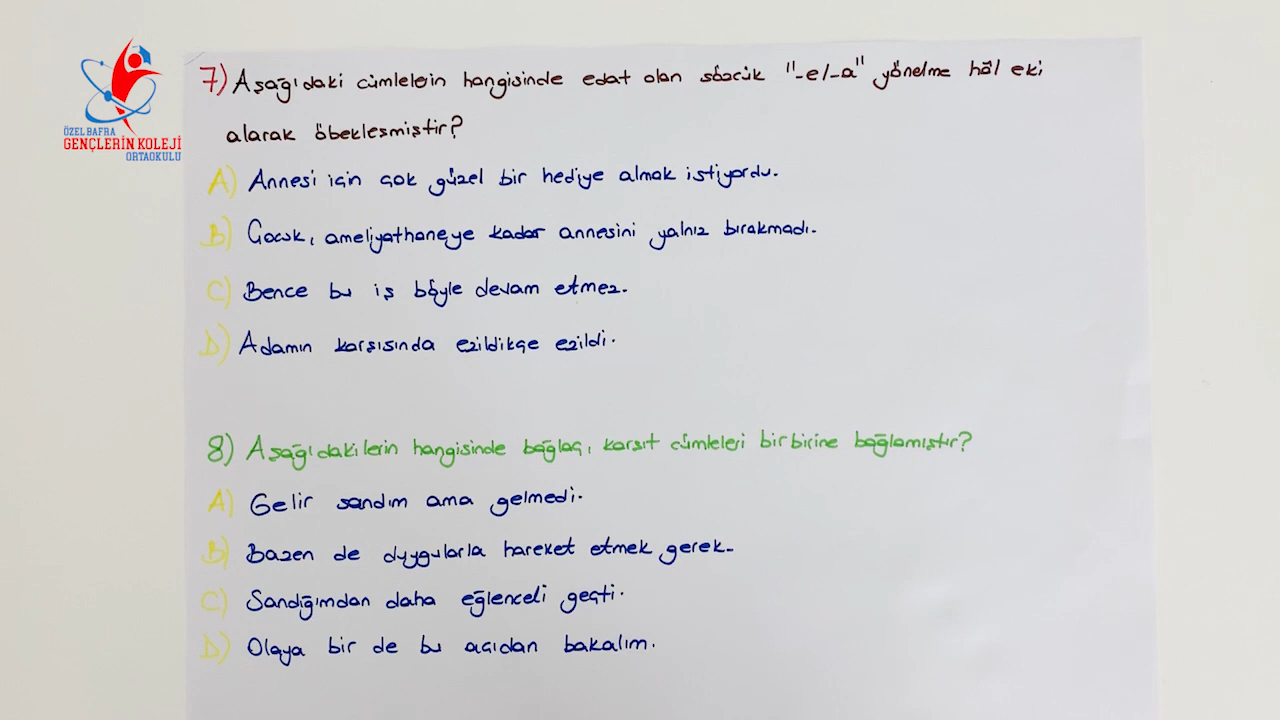 ÖZEL BAFRA
GENÇLERİN KOLEJİ
ORTAOKULU
7) Aşağıdaki cümlelerin hangisinde edat olan sözcük "-e/-a" yönelme hâl eki
alarak öbekleşmiştir?
A) Annesi için çok güzel bir hediye almak istiyordu.
B) Çocuk, ameliyathaneye kadar annesini yalnız bırakmadı.
C) Bence bu iş böyle devam etmez.
D) Adamın karşısında ezildikçe ezildi.
8) Aşağıdakilerin hangisinde bağlaç, karşıt cümleleri birbirine bağlamıştır?
A) Gelir sandım ama gelmedi.
B) Bazen de duygularla hareket etmek gerek.
C) Sandığımdan daha eğlenceli geçti.
D) Olaya bir de bu açıdan bakalım.